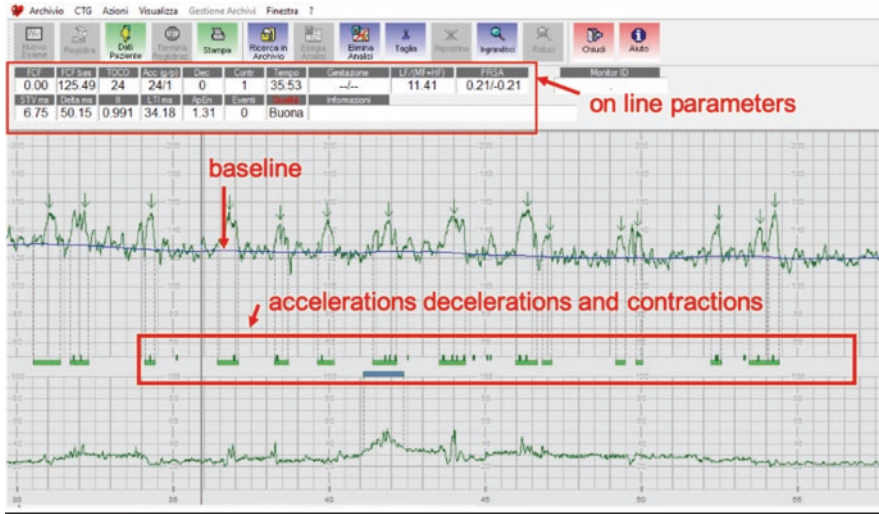 Archivio CTG Azioni Visualizza Gestione Archivi Finestra ?
Nuovo Esame Registra Dati Paziente Termina Registraz Stampa Ricerca in Archivio Esegui Analisi Elimina Analisi Taglia Ripristina Ingrandisci Riduci Chiudi Aiuto
FCF FCF bas TOCO Acc (g/p) Dec Contr Tempo Gestazione LF/(MF+HF) PRSA Monitor ID
0.00 125.49 24 24/1 0 1 35.53 --/-- 11.41 0.21/-0.21
STV ms Delta ms II LTI ms ApEn Eventi Qualità Informazioni
6.75 50.15 0.991 34.18 1.31 0 Buona
on line parameters
baseline
accelerations decelerations and contractions
30 35 40 45 50 55